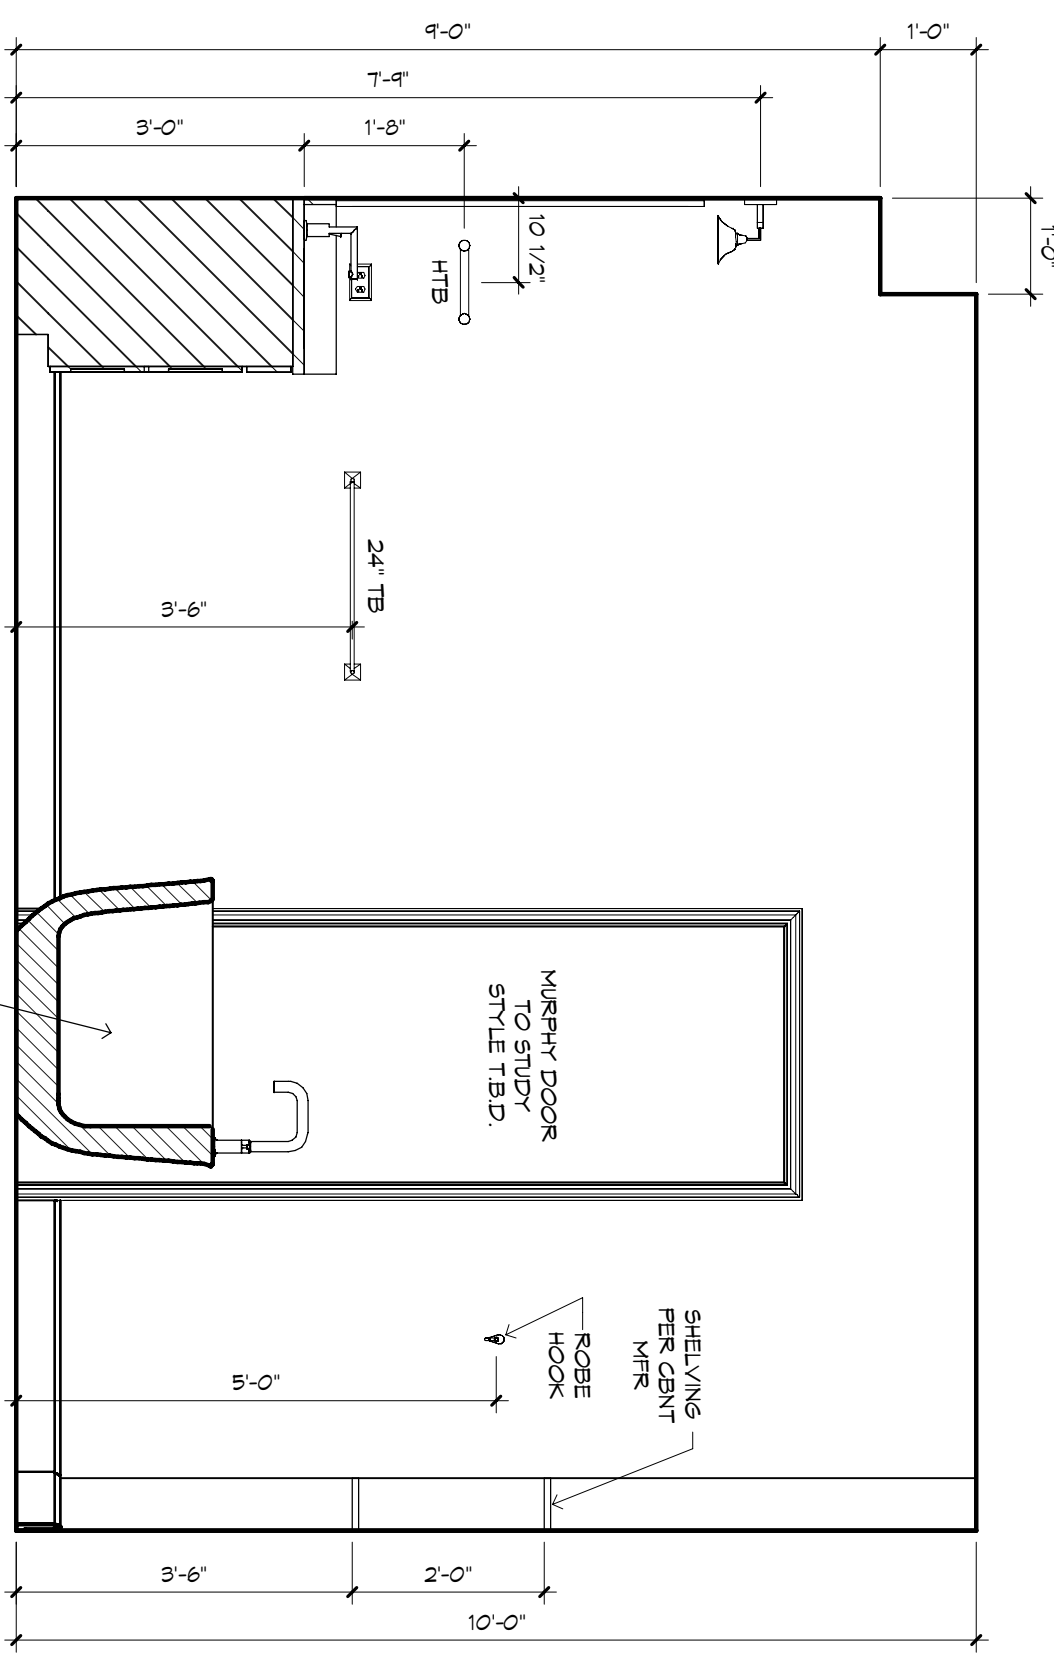 9'-0"
1'-0"
7'-9"
3'-0"
1'-8"
1'-0"
10 1/2"
HTB
24" TB
3'-6"
MURPHY DOOR
TO STUDY
STYLE T.B.D.
SHELVING
PER CBNT
MFR
ROBE
HOOK
5'-0"
3'-6"
2'-0"
10'-0"